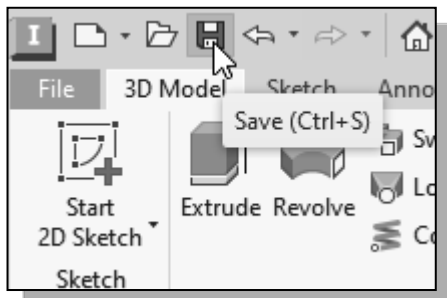 I
File 3D Model Sketch Anno
Save (Ctrl+S)
Start
2D Sketch
Extrude Revolve
Sketch